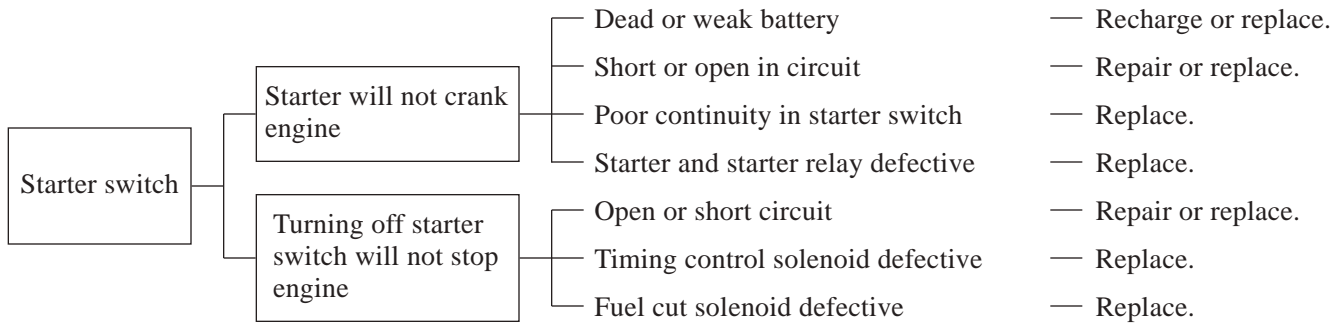 Starter switch
Starter will not crank
engine
Dead or weak battery — Recharge or replace.
Short or open in circuit — Repair or replace.
Poor continuity in starter switch — Replace.
Starter and starter relay defective — Replace.
Turning off starter
switch will not stop
engine
Open or short circuit — Repair or replace.
Timing control solenoid defective — Replace.
Fuel cut solenoid defective — Replace.